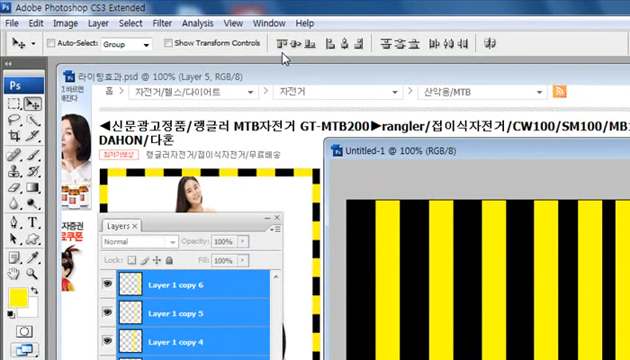 Adobe Photoshop CS3 Extended
File Edit Image Layer Select Filter Analysis View Window Help
Auto-Select: Group Show Transform Controls
Ps
라이팅효과.psd @ 100% (Layer 5, RGB/8)
홈 > 자전거/헬스/다이어트 > 자전거 > 산악용/MTB
◀신문광고정품/랭글러 MTB자전거 GT-MTB200▶rangler/접이식자전거/CW100/SM100/MB1
DAHON/다혼
최저가보상 랭글러자전거/접이식자전거/무료배송
Untitled-1 @ 100% (RGB/8)
Layers ×
Normal Opacity: 100%
Lock: Fill: 100%
Layer 1 copy 6
Layer 1 copy 5
Layer 1 copy 4